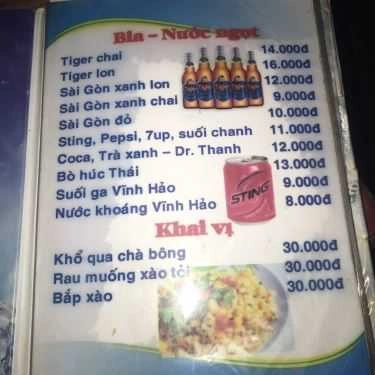 Bia – Nước ngọt
Tiger chai 14.000đ
Tiger lon 16.000đ
Sài Gòn xanh lon 12.000đ
Sài Gòn xanh chai 9.000đ
Sài Gòn đỏ 10.000đ
Sting, Pepsi, 7up, suối chanh 11.000đ
Coca, Trà xanh – Dr. Thanh 12.000đ
Bò húc Thái 13.000đ
Suối ga Vĩnh Hảo 9.000đ
Nước khoáng Vĩnh Hảo 8.000đ
STING
Khai vị
Khổ qua chà bông 30.000đ
Rau muống xào tỏi 30.000đ
Bắp xào 30.000đ